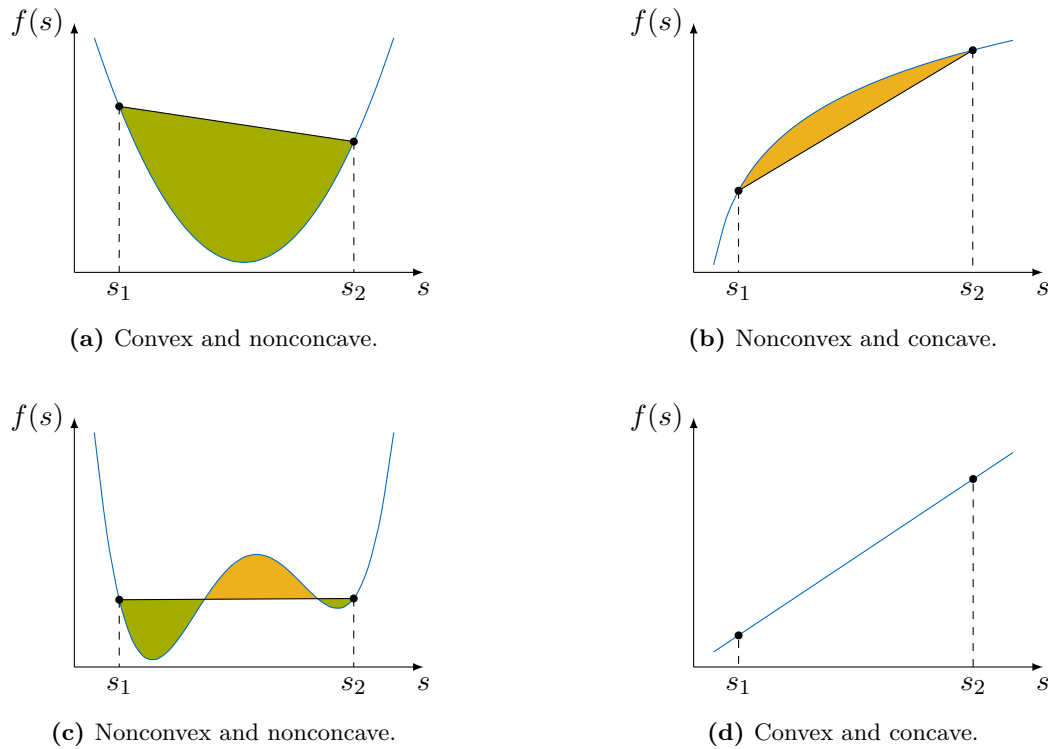 f(s)
s₁ s₂ s
(a) Convex and nonconcave.
f(s)
s₁ s₂ s
(b) Nonconvex and concave.
f(s)
s₁ s₂ s
(c) Nonconvex and nonconcave.
f(s)
s₁ s₂ s
(d) Convex and concave.